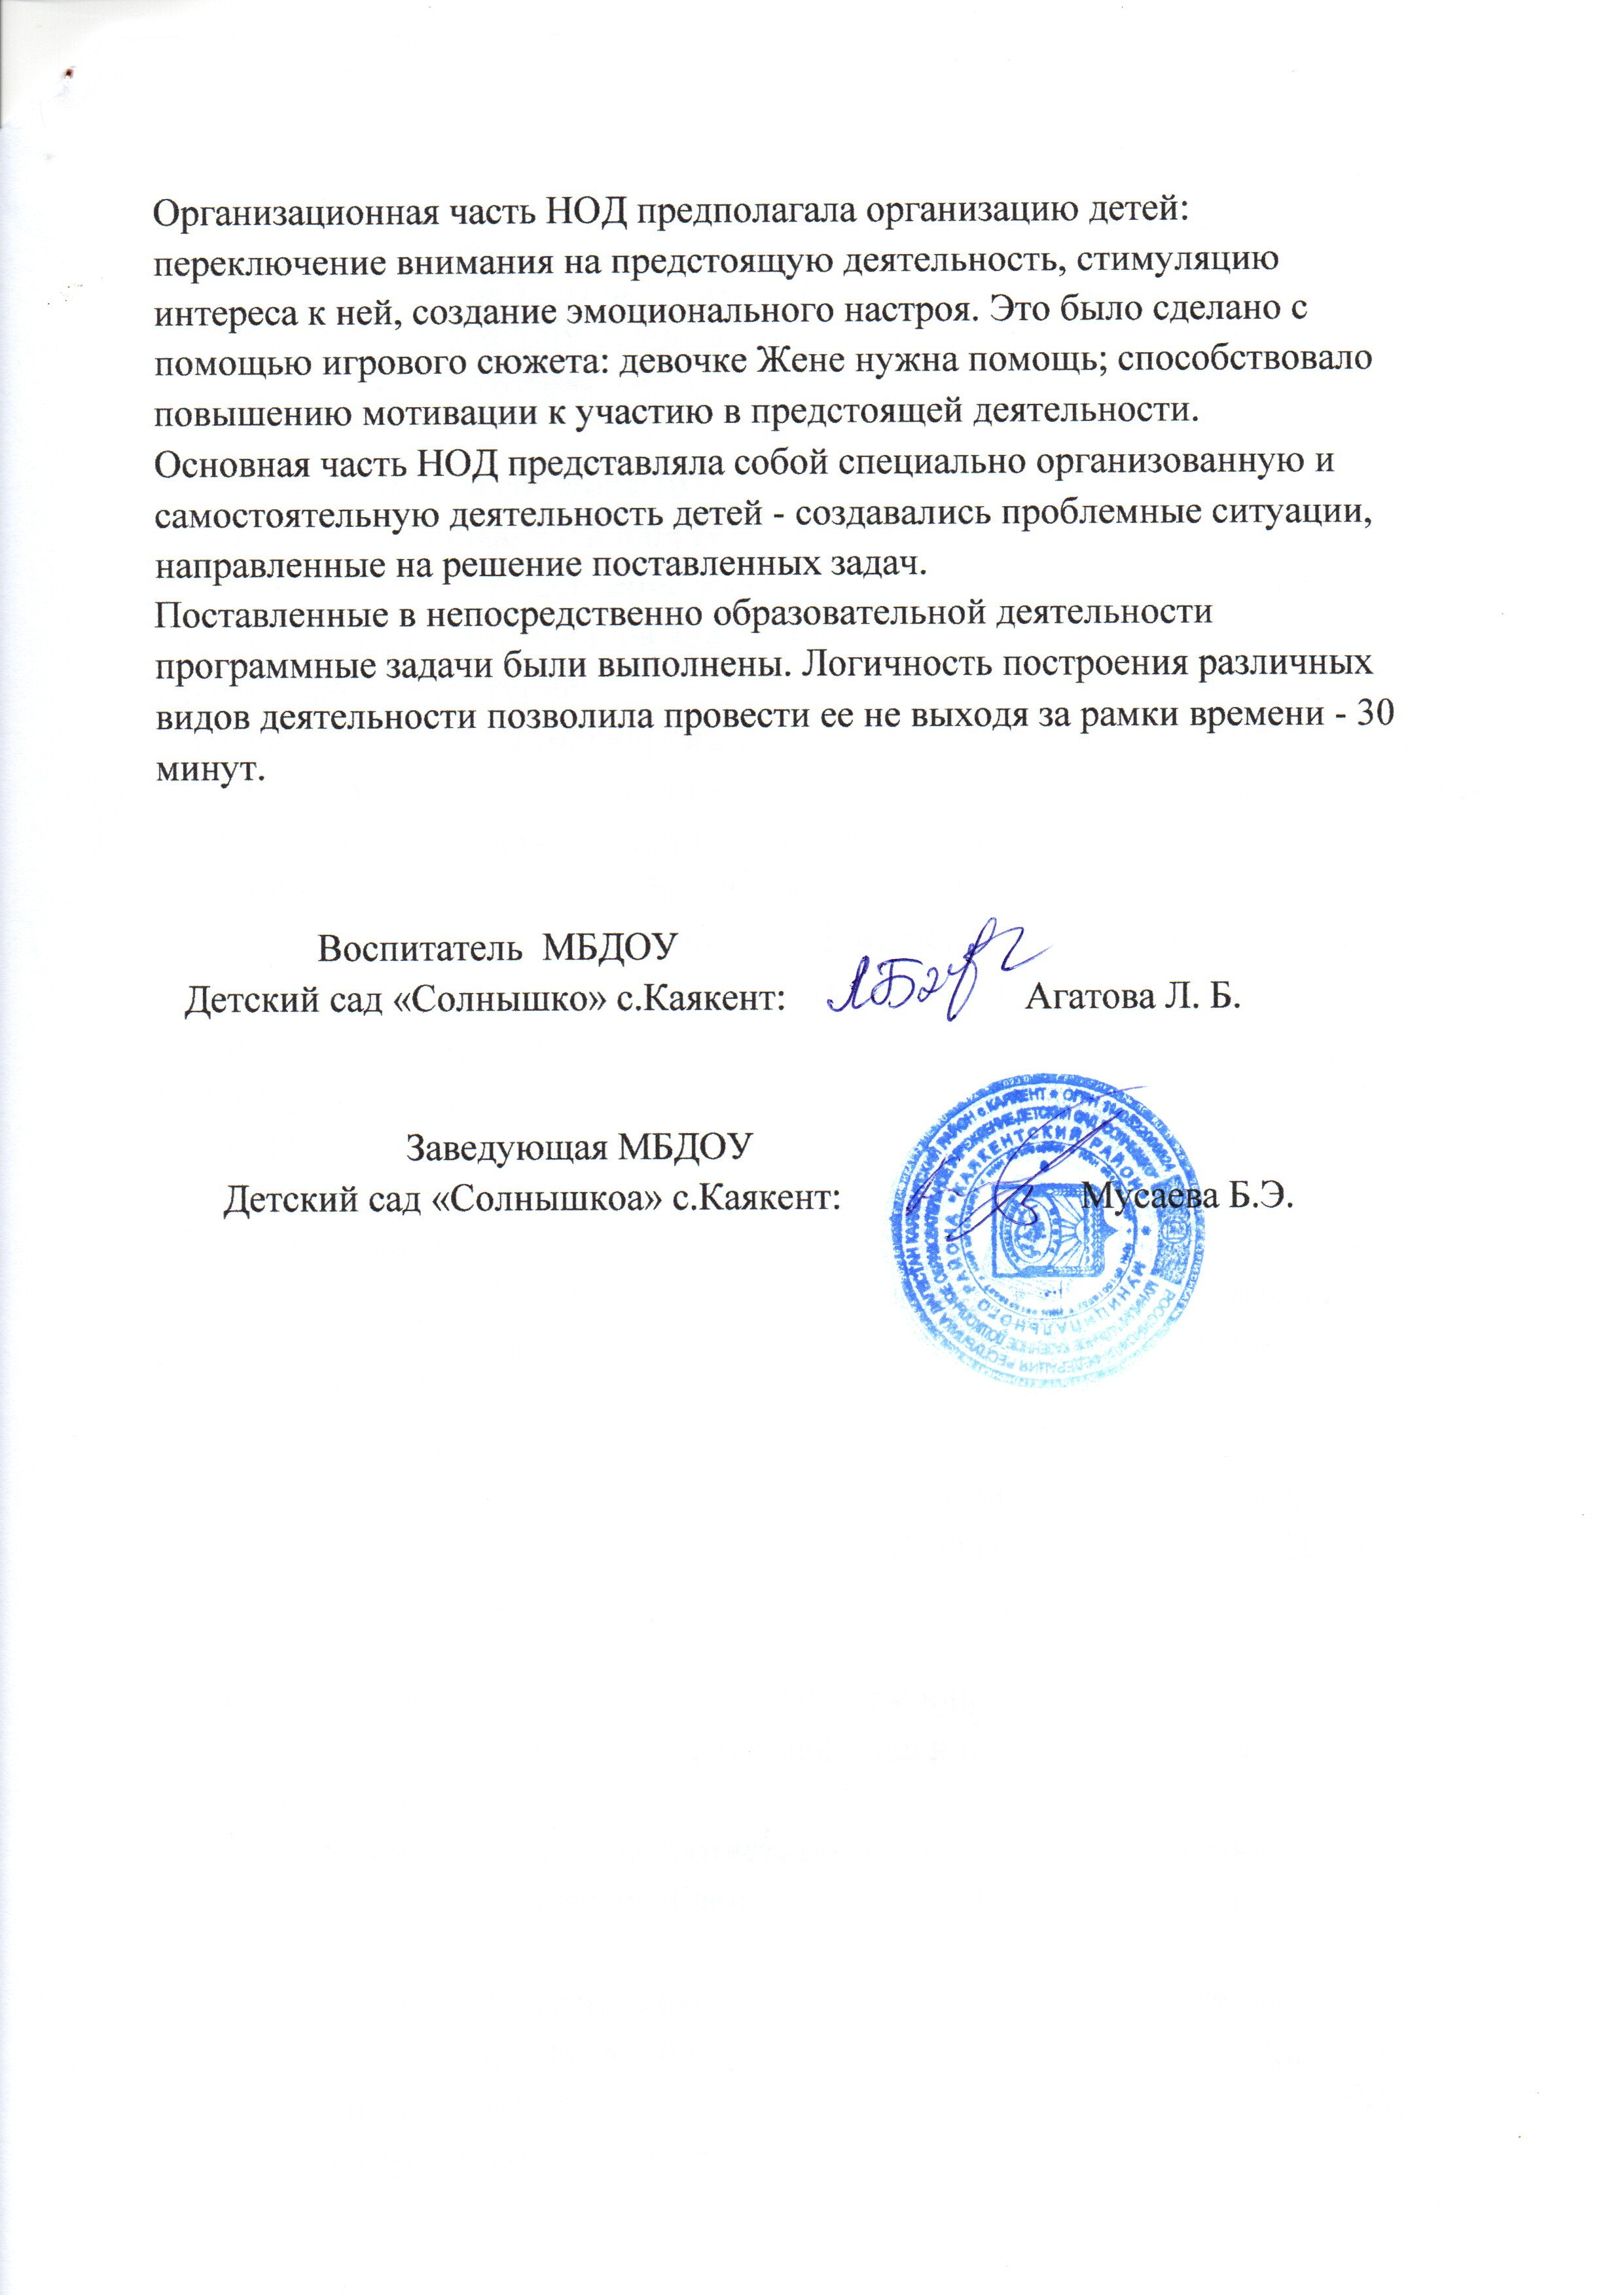 Организационная часть НОД предполагала организацию детей:
переключение внимания на предстоящую деятельность, стимуляцию
интереса к ней, создание эмоционального настроя. Это было сделано с
помощью игрового сюжета: девочке Жене нужна помощь; способствовало
повышению мотивации к участию в предстоящей деятельности.
Основная часть НОД представляла собой специально организованную и
самостоятельную деятельность детей - создавались проблемные ситуации,
направленные на решение поставленных задач.
Поставленные в непосредственно образовательной деятельности
программные задачи были выполнены. Логичность построения различных
видов деятельности позволила провести ее не выходя за рамки времени - 30
минут.
Воспитатель МБДОУ
Детский сад «Солнышко» с.Каякент: Агатова Л. Б.
Заведующая МБДОУ
Детский сад «Солнышкоа» с.Каякент: Мусаева Б.Э.
МУНИЦИПАЛЬНОГО РАЙОНА "КАЯКЕНТСКИЙ РАЙОН"